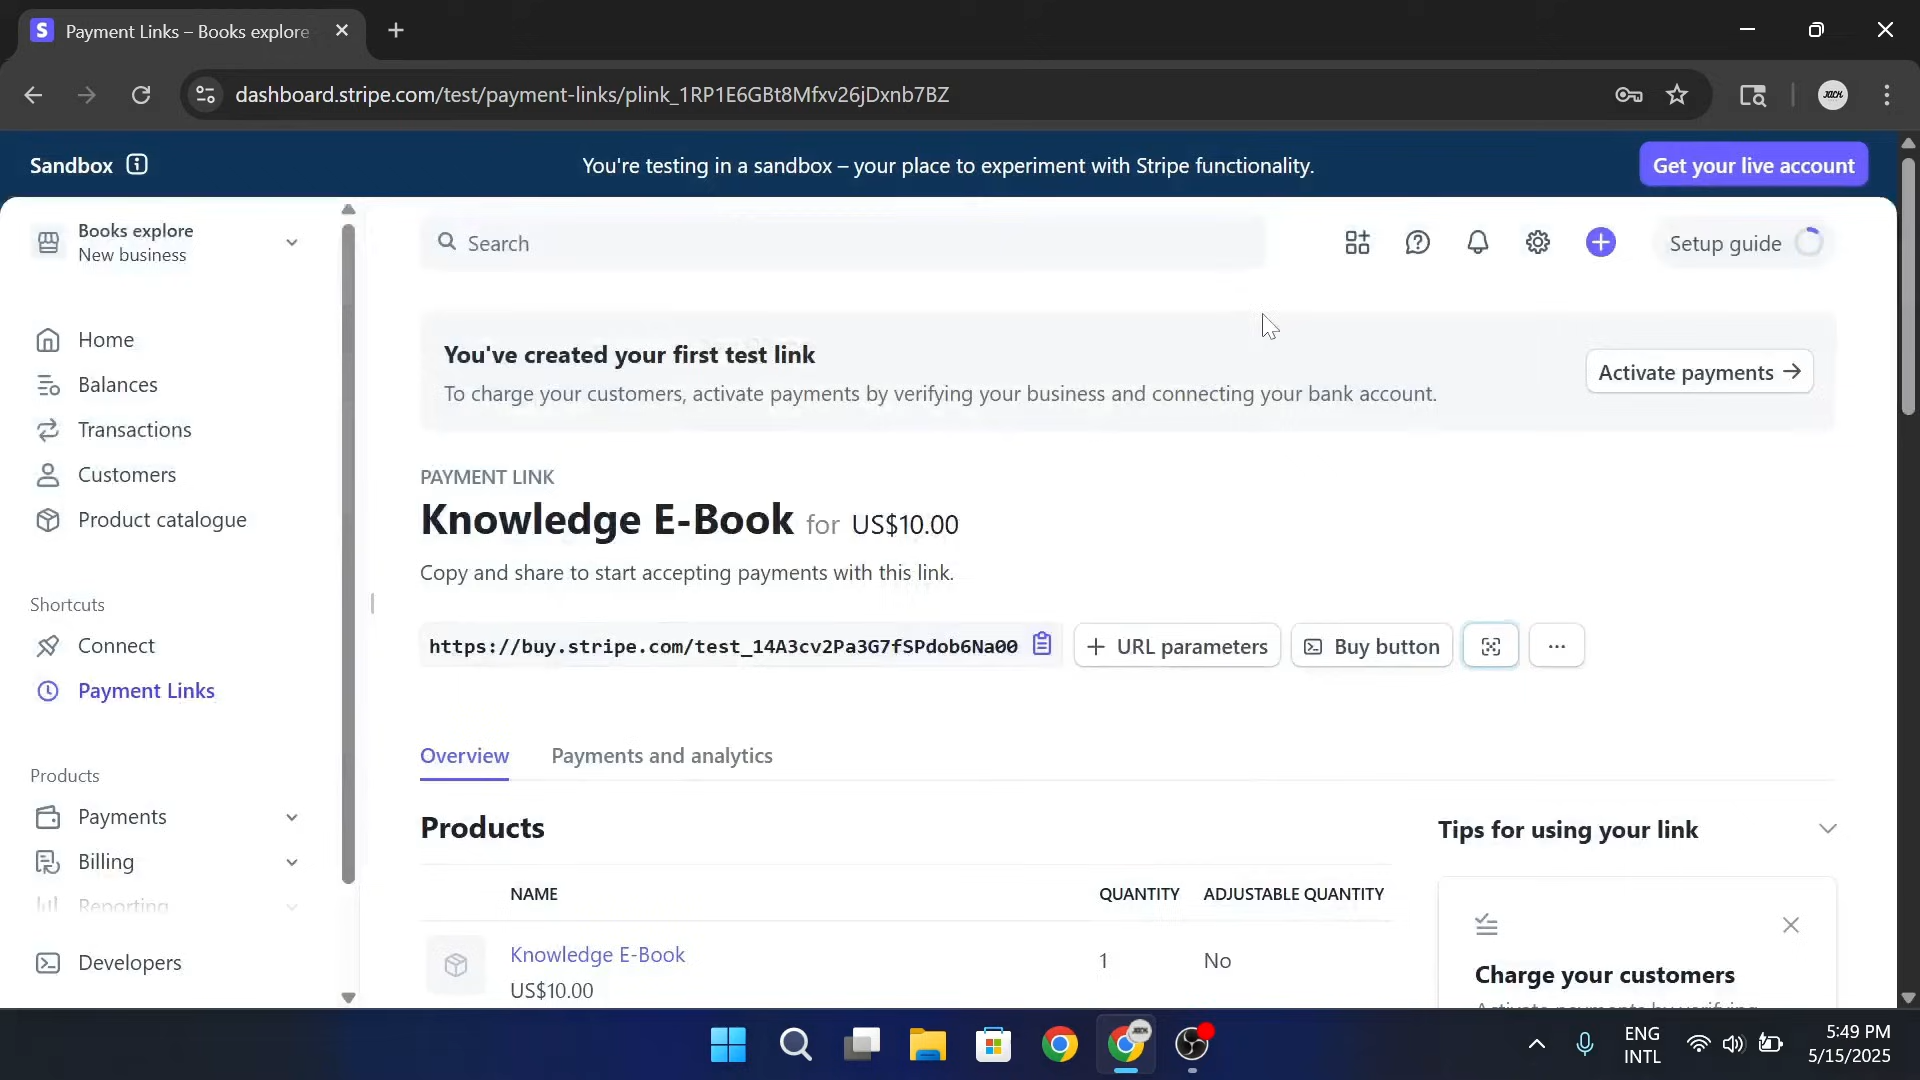 Payment Links – Books explore
dashboard.stripe.com/test/payment-links/plink_1RP1E6GBt8Mfxv26jDxnb7BZ
Sandbox
You're testing in a sandbox – your place to experiment with Stripe functionality.
Get your live account
Books explore
New business
Search
Setup guide
Home
Balances
Transactions
Customers
Product catalogue
Shortcuts
Connect
Payment Links
Products
Payments
Billing
Reporting
Developers
You've created your first test link
To charge your customers, activate payments by verifying your business and connecting your bank account.
Activate payments →
PAYMENT LINK
Knowledge E-Book for US$10.00
Copy and share to start accepting payments with this link.
https://buy.stripe.com/test_14A3cv2Pa3G7fSPdob6Na00
+ URL parameters
Buy button
···
Overview
Payments and analytics
Products
NAME QUANTITY ADJUSTABLE QUANTITY
Knowledge E-Book 1 No
US$10.00
Tips for using your link
Charge your customers
Activate payments by verifying
ENG
INTL
5:49 PM
5/15/2025